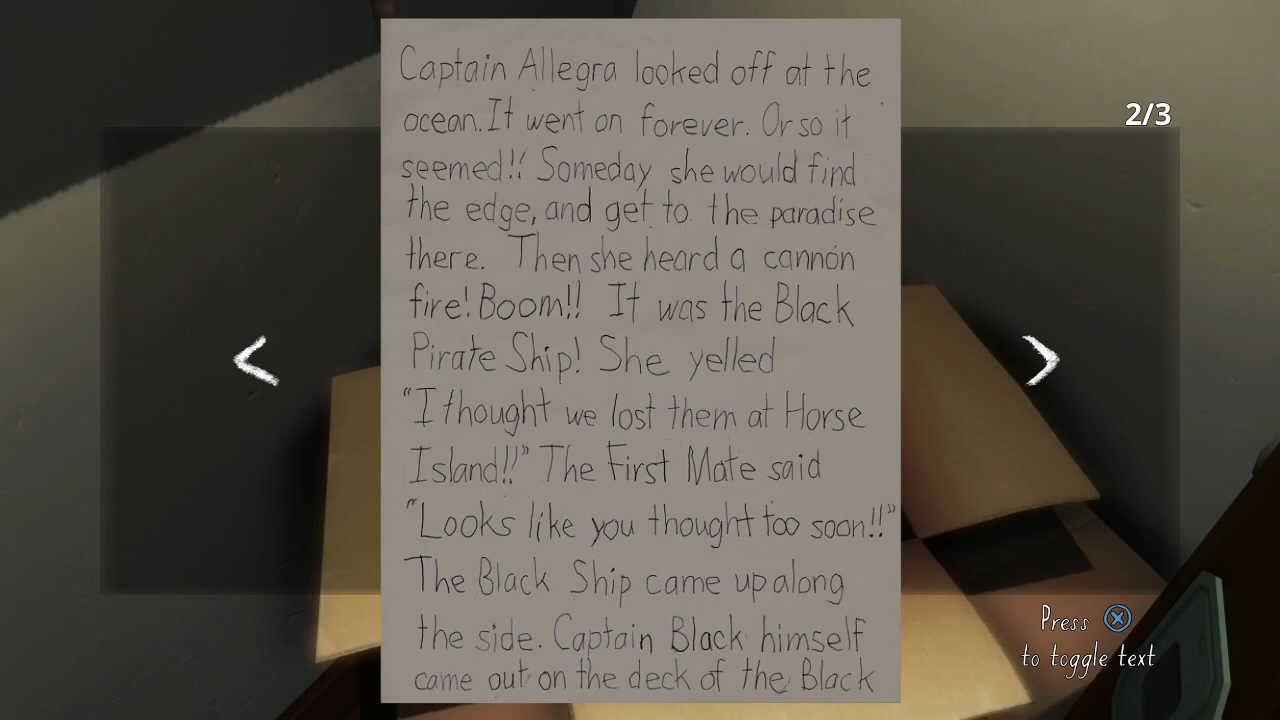 Captain Allegra looked off at the
ocean. It went on forever. Or so it
seemed!! Someday she would find
the edge, and get to the paradise
there. Then she heard a cannon
fire! Boom!! It was the Black
Pirate Ship! She yelled
"I thought we lost them at Horse
Island!!" The First Mate said
"Looks like you thought too soon!!"
The Black Ship came up along
the side. Captain Black himself
came out on the deck of the Black
2/3
Press
to toggle text